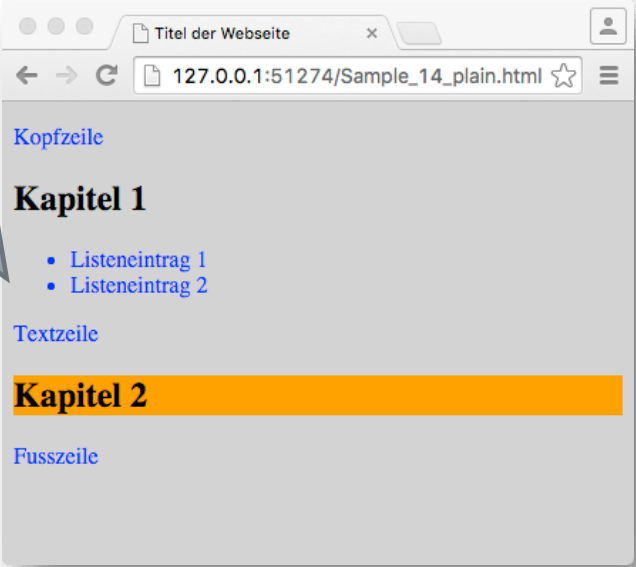 Titel der Webseite
127.0.0.1:51274/Sample_14_plain.html
Kopfzeile
Kapitel 1
Listeneintrag 1
Listeneintrag 2
Textzeile
Kapitel 2
Fusszeile